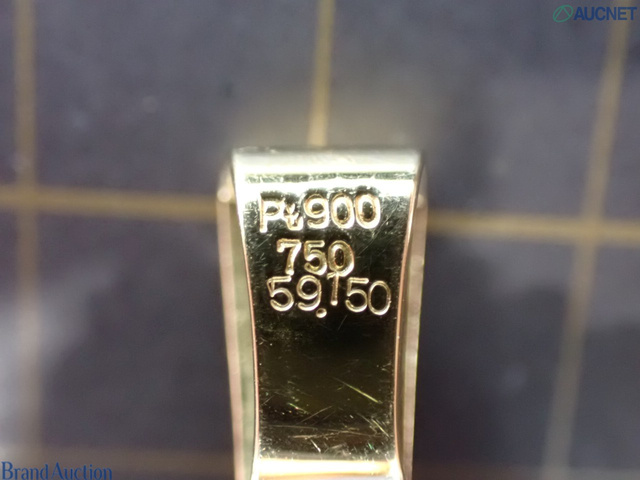 AUCNET
Pt900
750
59.150
Brand Auction